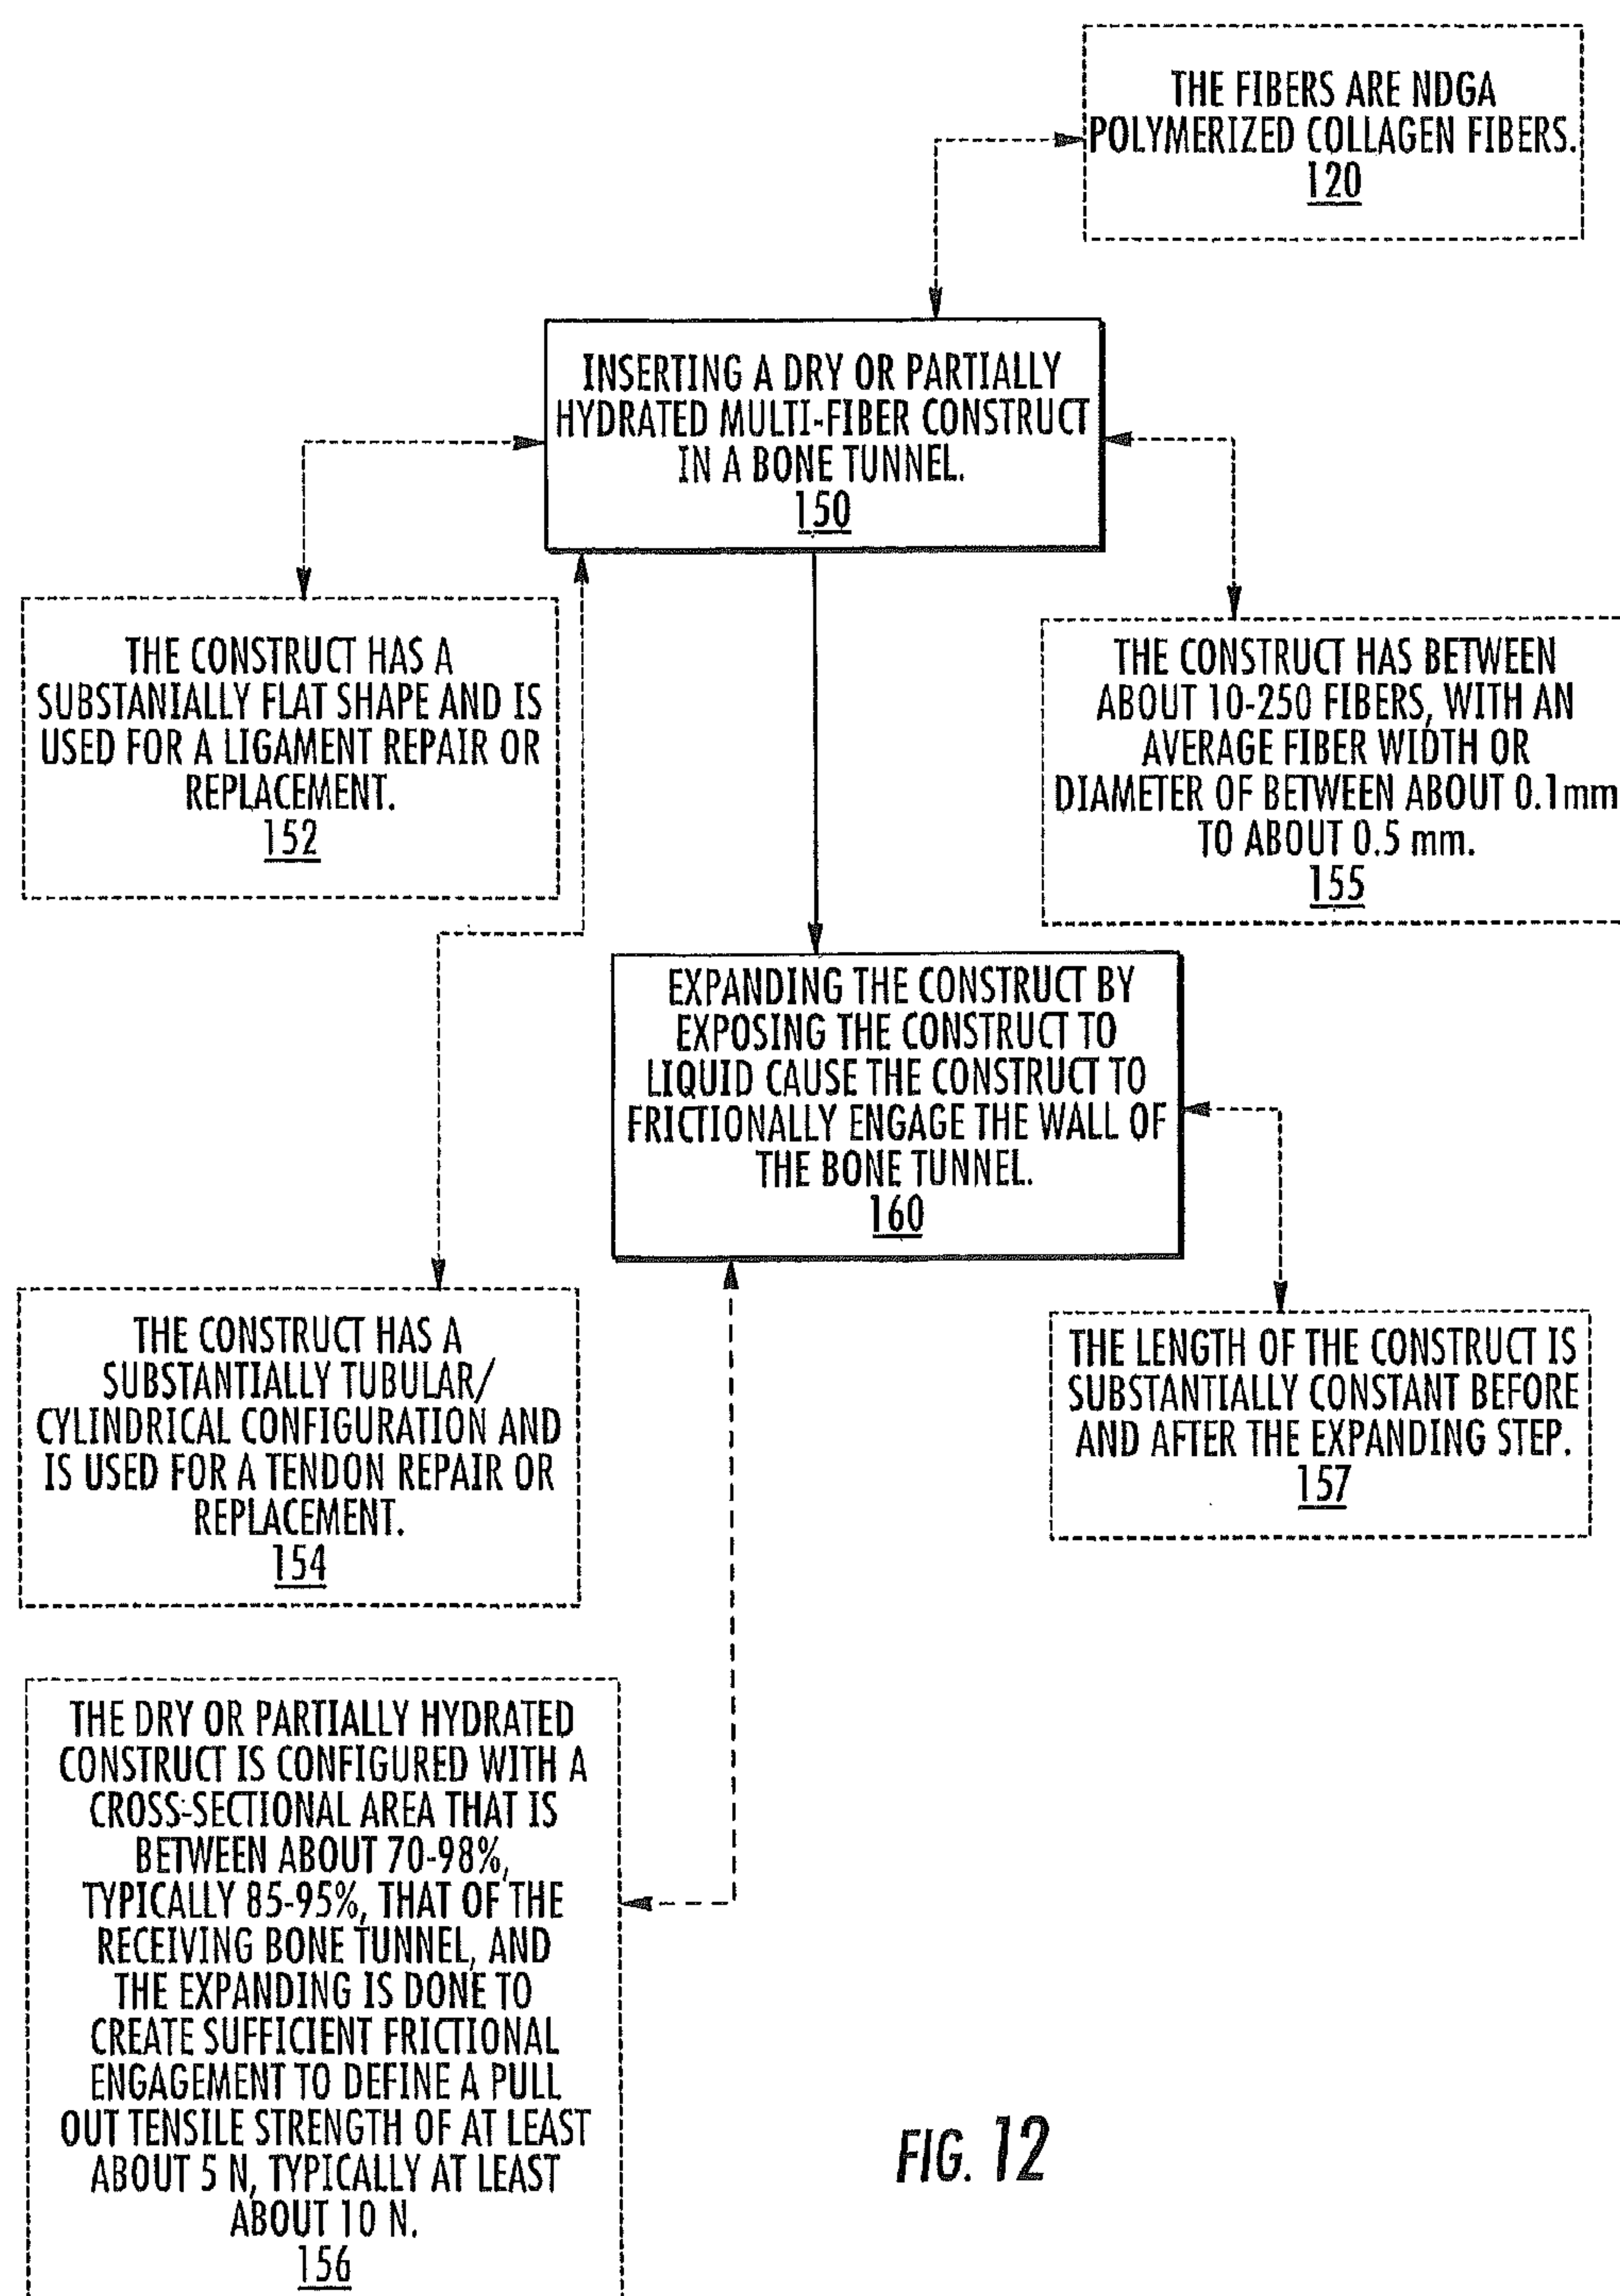 THE FIBERS ARE NDGA
POLYMERIZED COLLAGEN FIBERS.
120
INSERTING A DRY OR PARTIALLY
HYDRATED MULTI-FIBER CONSTRUCT
IN A BONE TUNNEL.
150
THE CONSTRUCT HAS A
SUBSTANIALLY FLAT SHAPE AND IS
USED FOR A LIGAMENT REPAIR OR
REPLACEMENT.
152
THE CONSTRUCT HAS BETWEEN
ABOUT 10-250 FIBERS, WITH AN
AVERAGE FIBER WIDTH OR
DIAMETER OF BETWEEN ABOUT 0.1mm
TO ABOUT 0.5 mm.
155
EXPANDING THE CONSTRUCT BY
EXPOSING THE CONSTRUCT TO
LIQUID CAUSE THE CONSTRUCT TO
FRICTIONALLY ENGAGE THE WALL OF
THE BONE TUNNEL.
160
THE CONSTRUCT HAS A
SUBSTANTIALLY TUBULAR/
CYLINDRICAL CONFIGURATION AND
IS USED FOR A TENDON REPAIR OR
REPLACEMENT.
154
THE LENGTH OF THE CONSTRUCT IS
SUBSTANTIALLY CONSTANT BEFORE
AND AFTER THE EXPANDING STEP.
157
THE DRY OR PARTIALLY HYDRATED
CONSTRUCT IS CONFIGURED WITH A
CROSS-SECTIONAL AREA THAT IS
BETWEEN ABOUT 70-98%,
TYPICALLY 85-95%, THAT OF THE
RECEIVING BONE TUNNEL, AND
THE EXPANDING IS DONE TO
CREATE SUFFICIENT FRICTIONAL
ENGAGEMENT TO DEFINE A PULL
OUT TENSILE STRENGTH OF AT LEAST
ABOUT 5 N, TYPICALLY AT LEAST
ABOUT 10 N.
156
FIG. 12